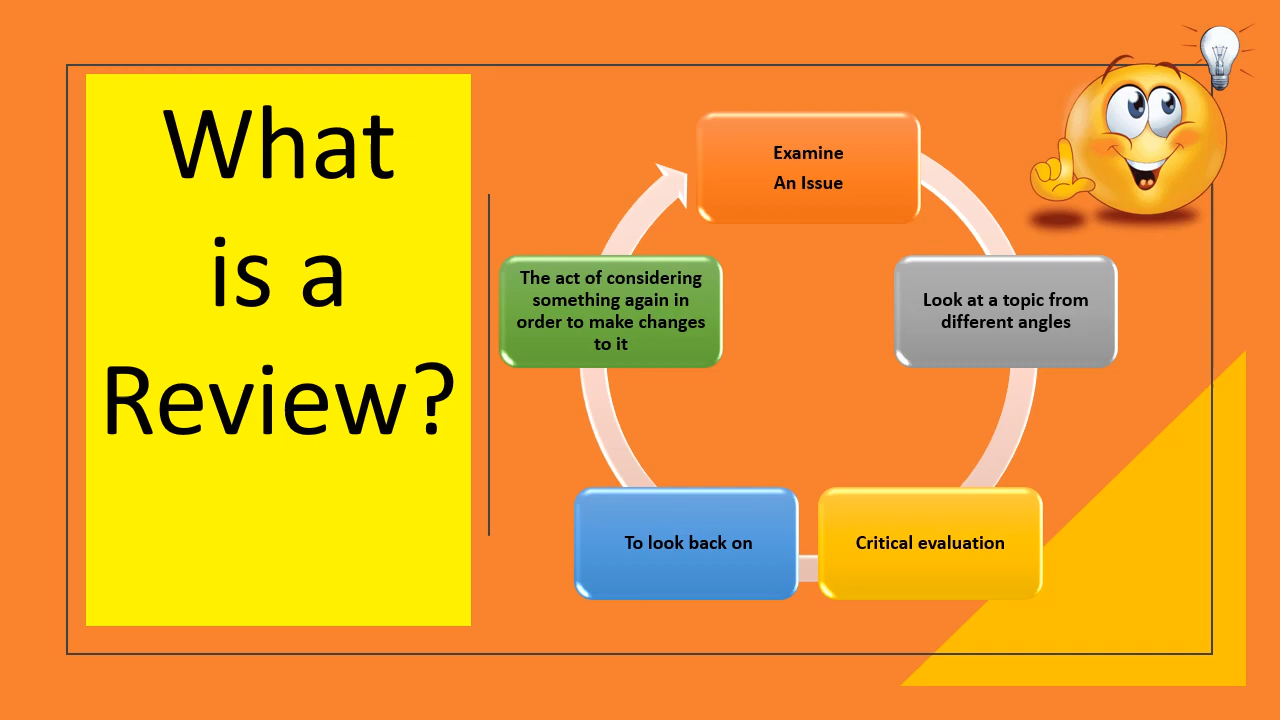 What
is a
Review?
Examine
An Issue
Look at a topic from
different angles
Critical evaluation
To look back on
The act of considering
something again in
order to make changes
to it